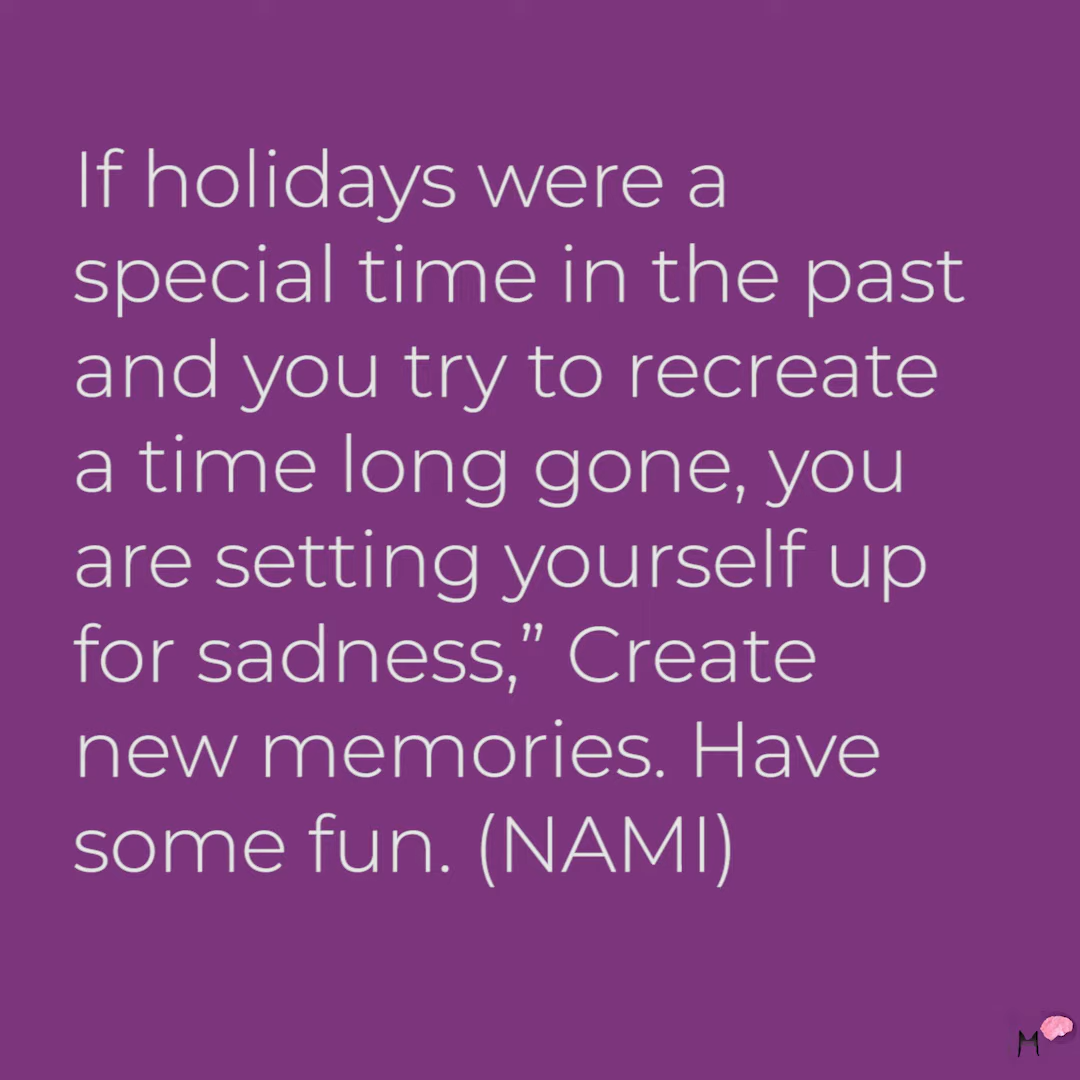 If holidays were a
special time in the past
and you try to recreate
a time long gone, you
are setting yourself up
for sadness,” Create
new memories. Have
some fun. (NAMI)
M